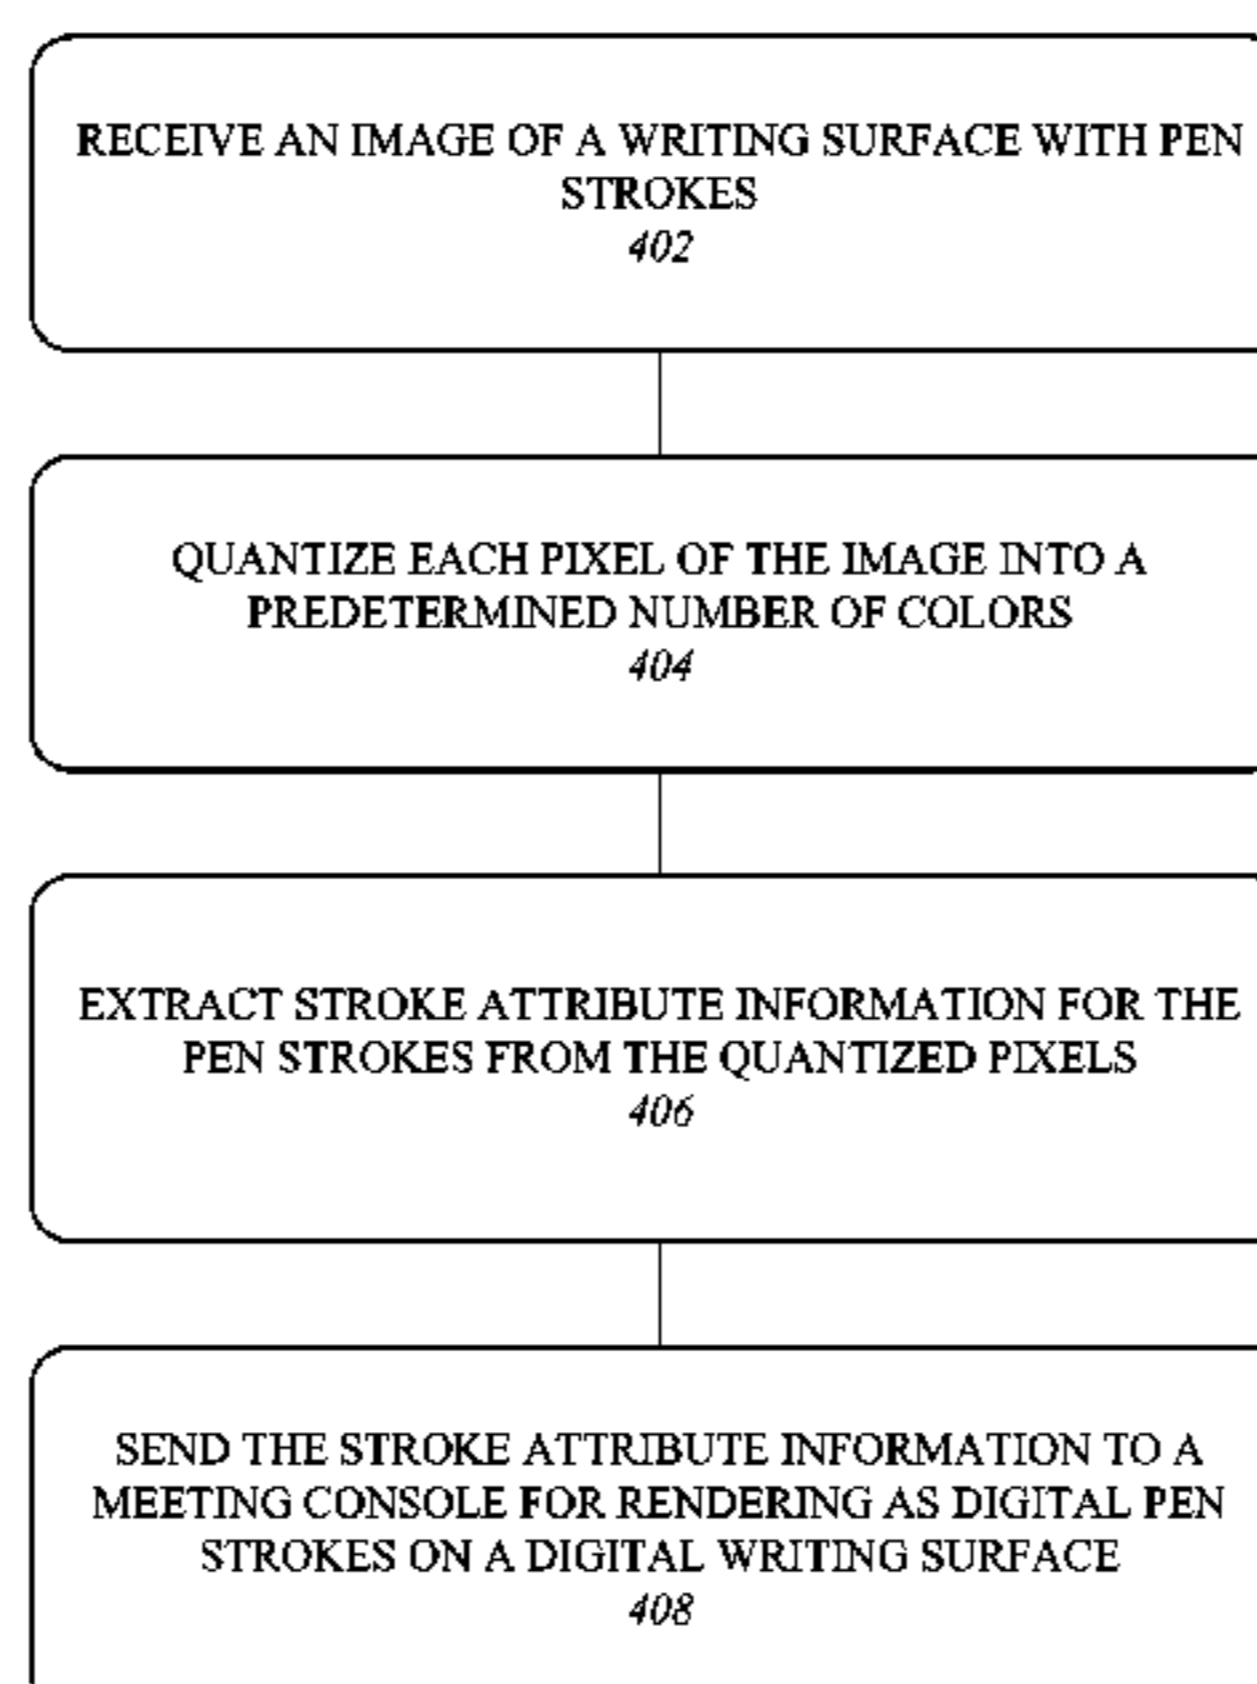 RECEIVE AN IMAGE OF A WRITING SURFACE WITH PEN
STROKES
402
QUANTIZE EACH PIXEL OF THE IMAGE INTO A
PREDETERMINED NUMBER OF COLORS
404
EXTRACT STROKE ATTRIBUTE INFORMATION FOR THE
PEN STROKES FROM THE QUANTIZED PIXELS
406
SEND THE STROKE ATTRIBUTE INFORMATION TO A
MEETING CONSOLE FOR RENDERING AS DIGITAL PEN
STROKES ON A DIGITAL WRITING SURFACE
408